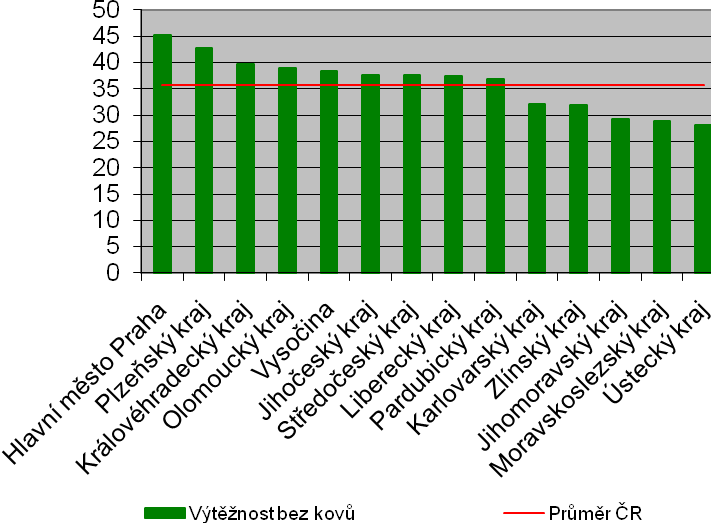 50
45
40
35
30
25
20
15
10
5
0
Hlavní město Praha
Plzeňský kraj
Královéhradecký kraj
Olomoucký kraj
Vysočina
Jihočeský kraj
Středočeský kraj
Liberecký kraj
Pardubický kraj
Karlovarský kraj
Zlínský kraj
Jihomoravský kraj
Moravskoslezský kraj
Ústecký kraj
Výtěžnost bez kovů
Průměr ČR